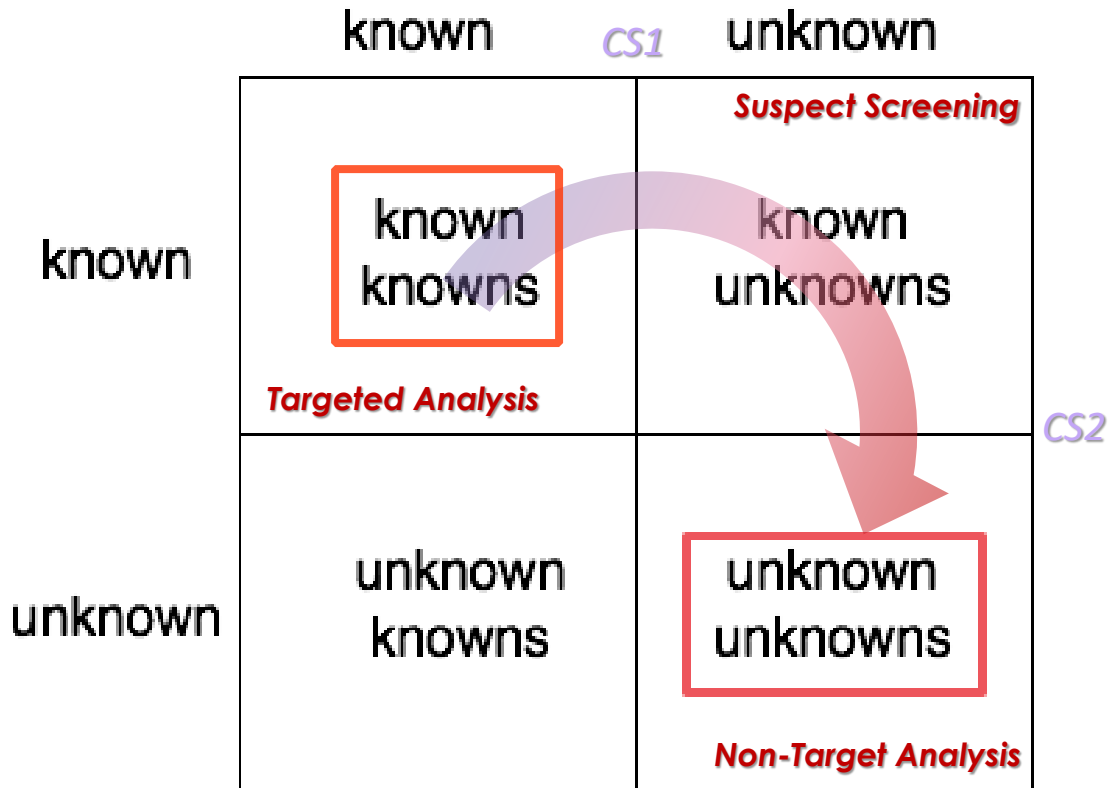 known CS1 unknown
Suspect Screening
known known known
knowns unknowns
Targeted Analysis
CS2
unknown unknown unknown
knowns unknowns
Non-Target Analysis